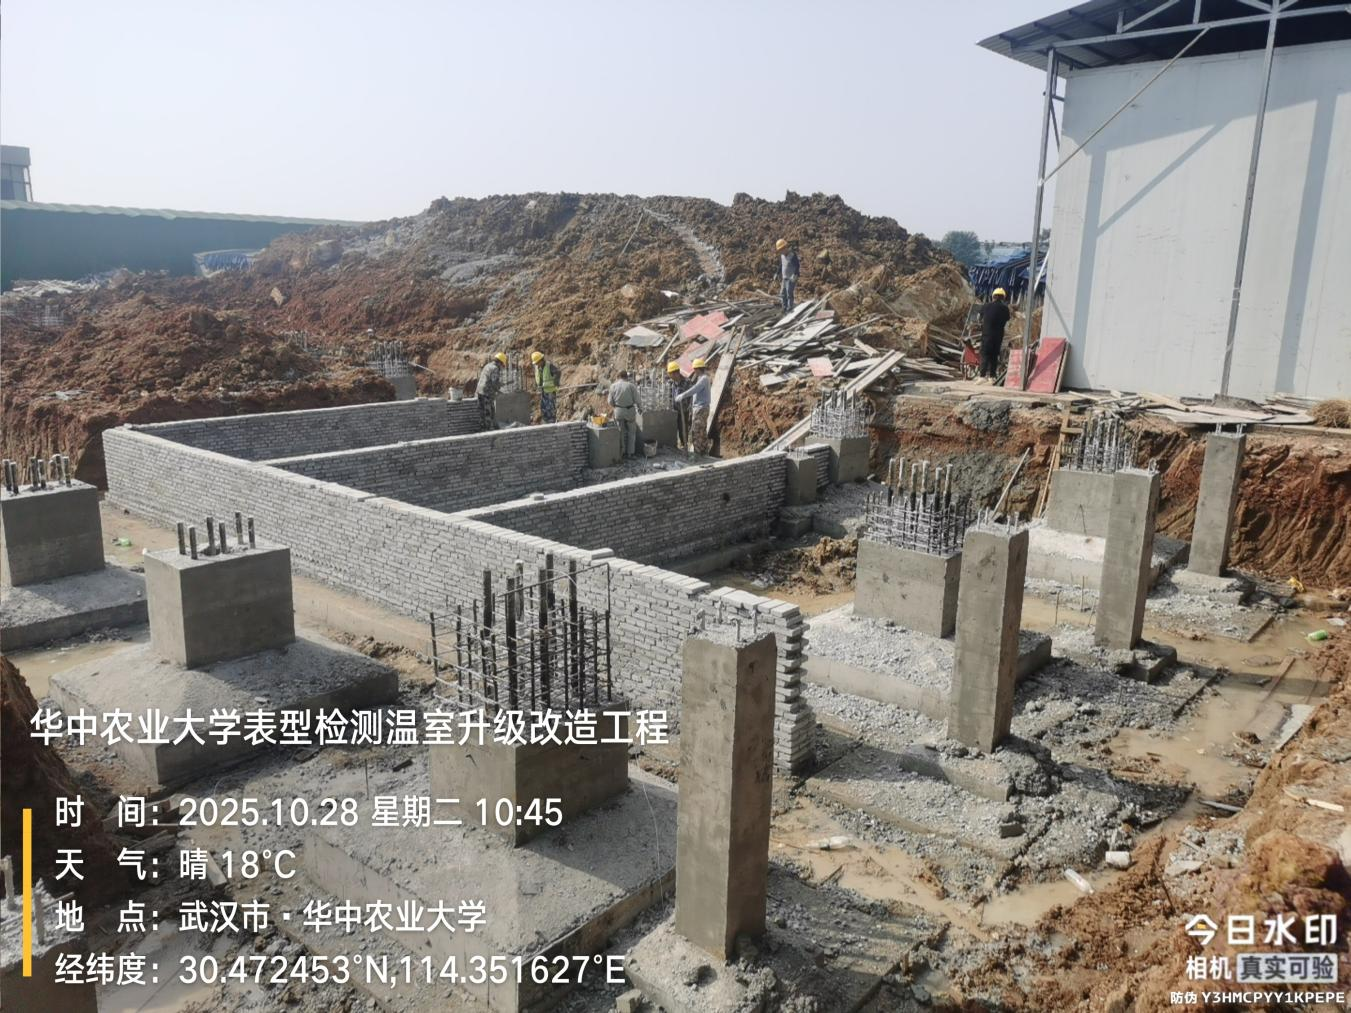 华中农业大学表型检测温室升级改造工程
时 间：2025.10.28 星期二 10:45
天 气：晴 18°C
地 点：武汉市·华中农业大学
经纬度：30.472453°N,114.351627°E
今日水印
相机 真实可验
防伪 Y3HMCPYY1KPEPE